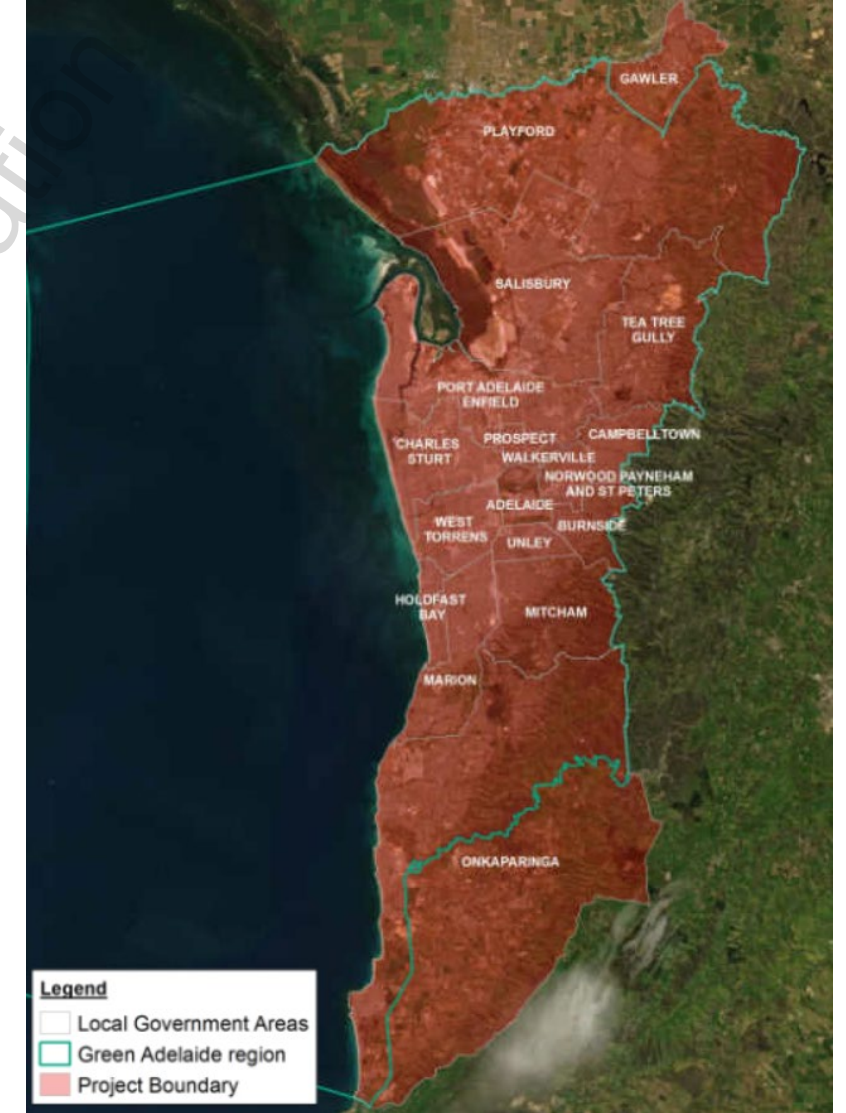 GAWLER
PLAYFORD
SALISBURY
TEA TREE
GULLY
PORT ADELAIDE
ENFIELD
CHARLES
STURT
PROSPECT
CAMPBELLTOWN
WALKERVILLE
NORWOOD PAYNEHAM
AND ST PETERS
ADELAIDE
WEST
TORRENS
BURNSIDE
UNLEY
HOLDFAST
BAY
MITCHAM
MARION
ONKAPARINGA
Legend
Local Government Areas
Green Adelaide region
Project Boundary